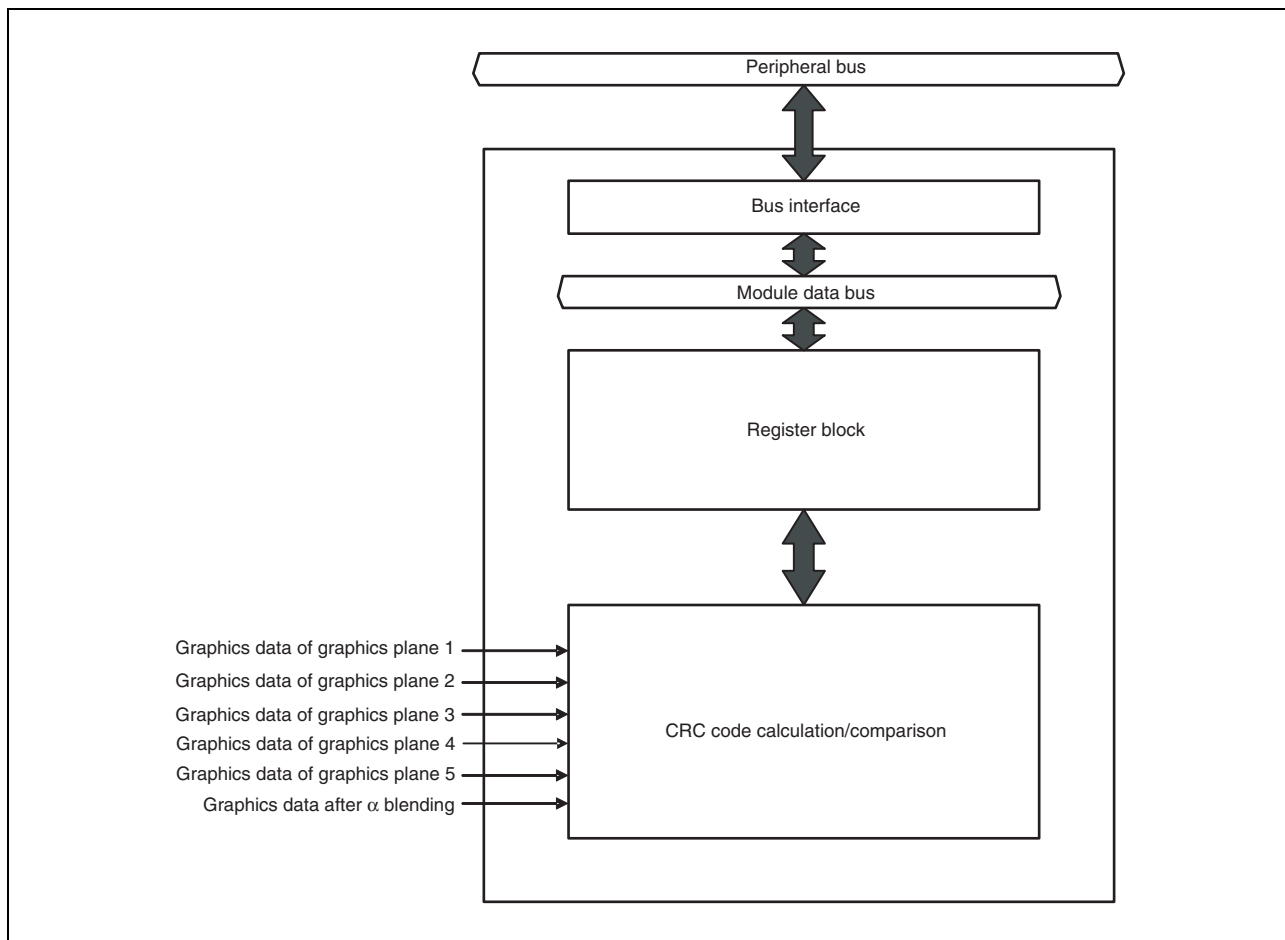 Peripheral bus
Bus interface
Module data bus
Register block
Graphics data of graphics plane 1
Graphics data of graphics plane 2
Graphics data of graphics plane 3
Graphics data of graphics plane 4
Graphics data of graphics plane 5
Graphics data after α blending
CRC code calculation/comparison